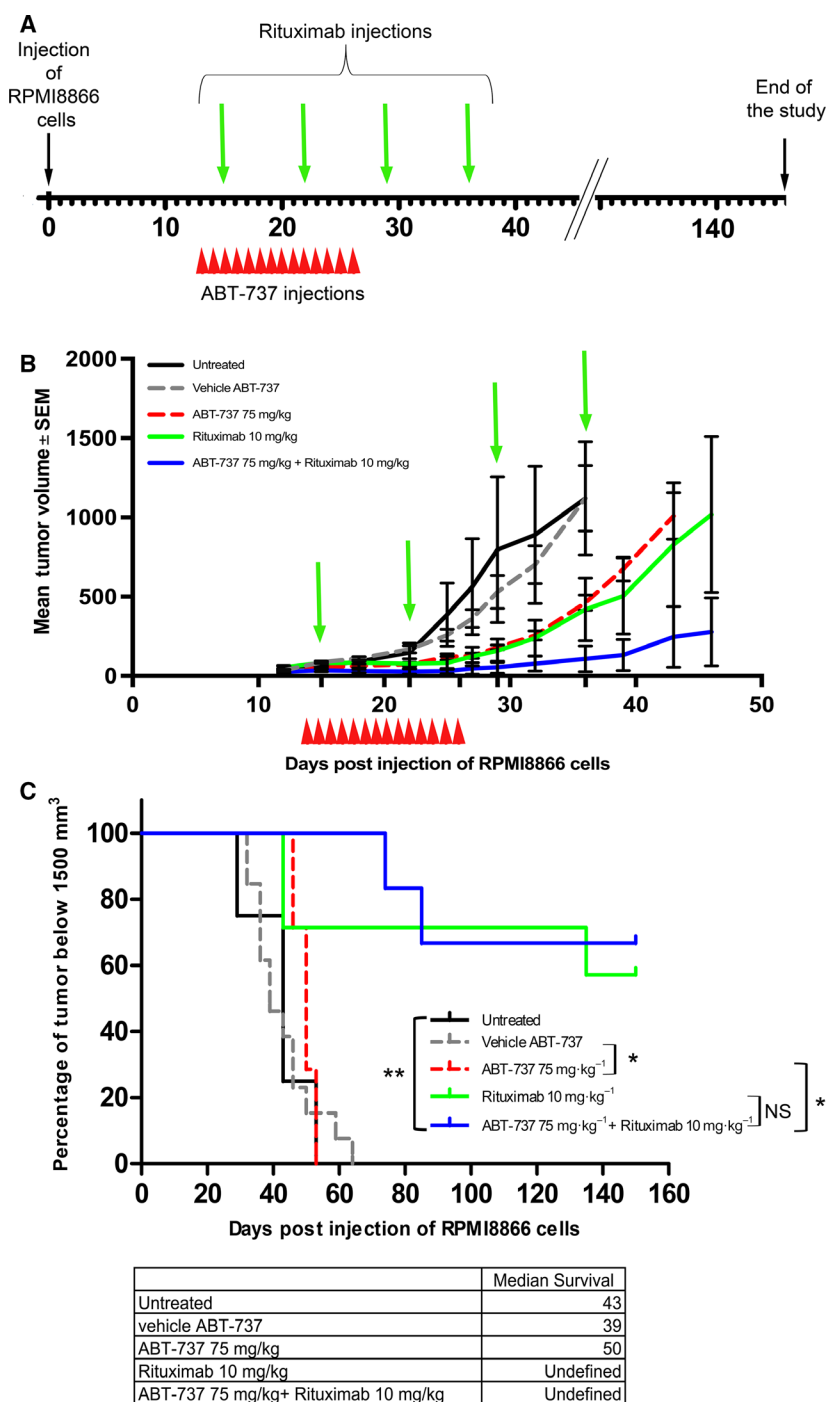 A
Rituximab injections
Injection
of
RPMI8866
cells
End of
the study
0 10 20 30 40 140
ABT-737 injections
B
Mean tumor volume ± SEM
2000
1500
1000
500
0
Untreated
Vehicle ABT-737
ABT-737 75 mg/kg
Rituximab 10 mg/kg
ABT-737 75 mg/kg + Rituximab 10 mg/kg
0 10 20 30 40 50
Days post injection of RPMI8866 cells
C
Percentage of tumor below 1500 mm³
100
80
60
40
20
0
Untreated
Vehicle ABT-737
ABT-737 75 mg·kg⁻¹
Rituximab 10 mg·kg⁻¹
ABT-737 75 mg·kg⁻¹ + Rituximab 10 mg·kg⁻¹
**
*
NS
*
0 20 40 60 80 100 120 140 160
Days post injection of RPMI8866 cells
Median Survival
Untreated 43
vehicle ABT-737 39
ABT-737 75 mg/kg 50
Rituximab 10 mg/kg Undefined
ABT-737 75 mg/kg+ Rituximab 10 mg/kg Undefined